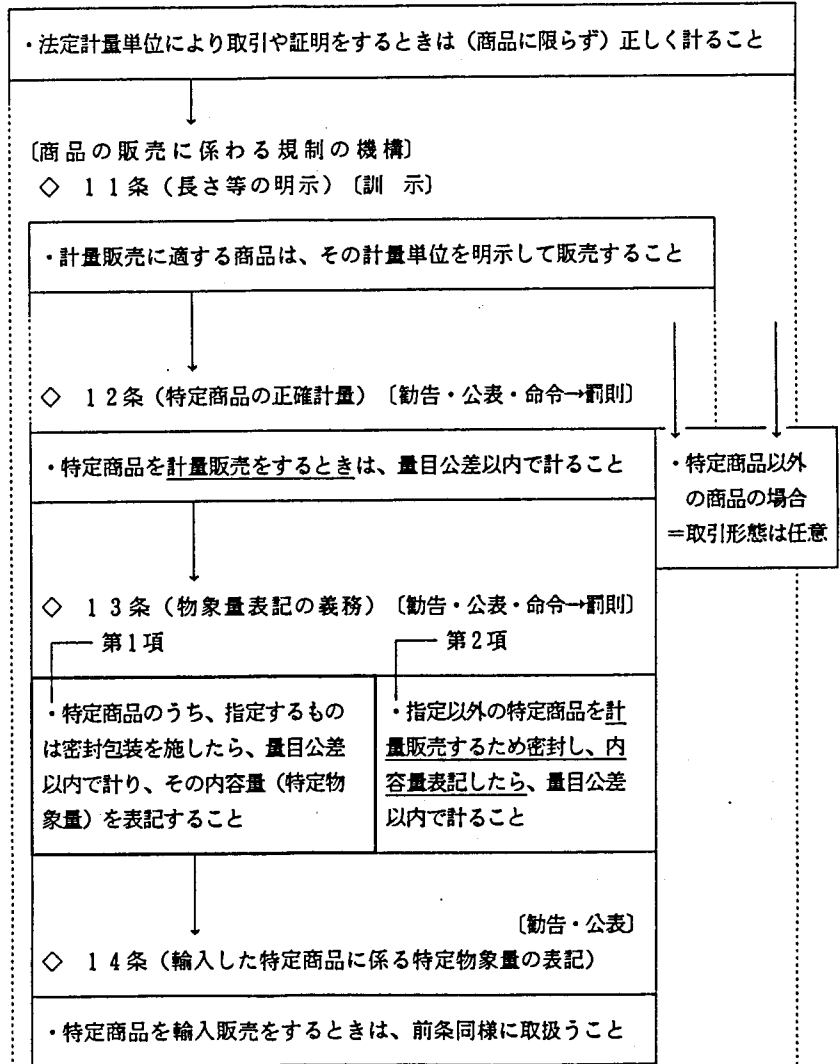 ・法定計量単位により取引や証明をするときは（商品に限らず）正しく計ること
〔商品の販売に係わる規制の機構〕
◇ 11条（長さ等の明示）〔訓 示〕
・計量販売に適する商品は、その計量単位を明示して販売すること
◇ 12条（特定商品の正確計量）〔勧告・公表・命令→罰則〕
・特定商品を計量販売をするときは、量目公差以内で計ること
・特定商品以外
の商品の場合
＝取引形態は任意
◇ 13条（物象量表記の義務）〔勧告・公表・命令→罰則〕
第1項
第2項
・特定商品のうち、指定するもの
は密封包装を施したら、量目公差
以内で計り、その内容量（特定物
象量）を表記すること
・指定以外の特定商品を計
量販売するため密封し、内
容量表記したら、量目公差
以内で計ること
〔勧告・公表〕
◇ 14条（輸入した特定商品に係る特定物象量の表記）
・特定商品を輸入販売をするときは、前条同様に取扱うこと